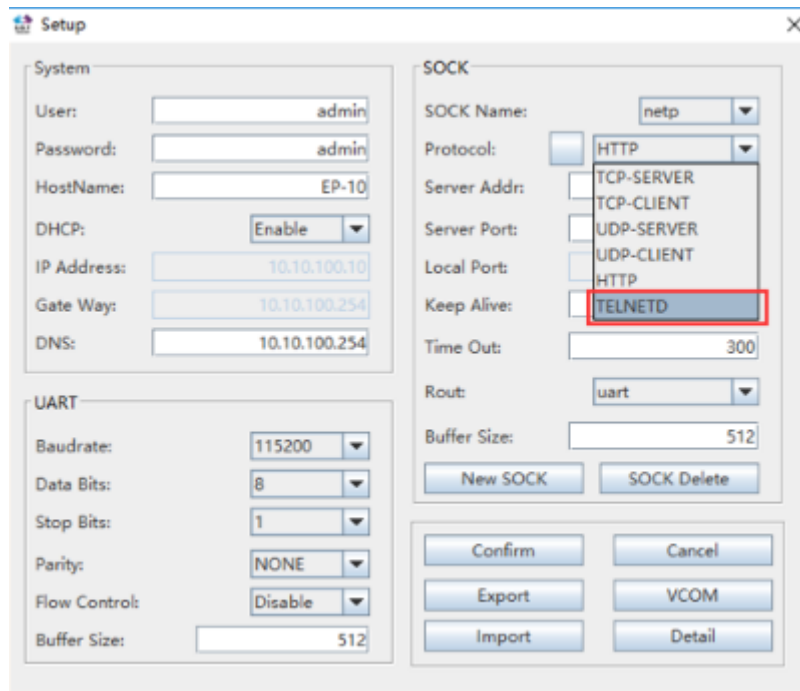 Setup
System
User: admin
Password: admin
HostName: EP-10
DHCP: Enable
IP Address: 10.10.100.10
Gate Way: 10.10.100.254
DNS: 10.10.100.254
UART
Baudrate: 115200
Data Bits: 8
Stop Bits: 1
Parity: NONE
Flow Control: Disable
Buffer Size: 512
SOCK
SOCK Name: netp
Protocol: HTTP
TCP-SERVER
TCP-CLIENT
UDP-SERVER
UDP-CLIENT
HTTP
TELNETD
Server Addr:
Server Port:
Local Port:
Keep Alive:
Time Out: 300
Rout: uart
Buffer Size: 512
New SOCK SOCK Delete
Confirm Cancel
Export VCOM
Import Detail